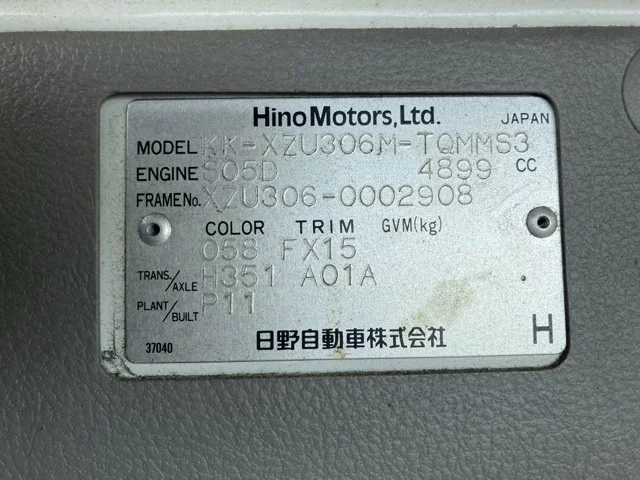 Hino Motors, Ltd. JAPAN
MODEL KK-XZU306M-TQMMS3
ENGINE S05D 4899 CC
FRAME No. XZU306-0002908
COLOR TRIM GVM(kg)
058 FX15
TRANS./AXLE H351 A01A
PLANT/BUILT P11
37040 日野自動車株式会社 H